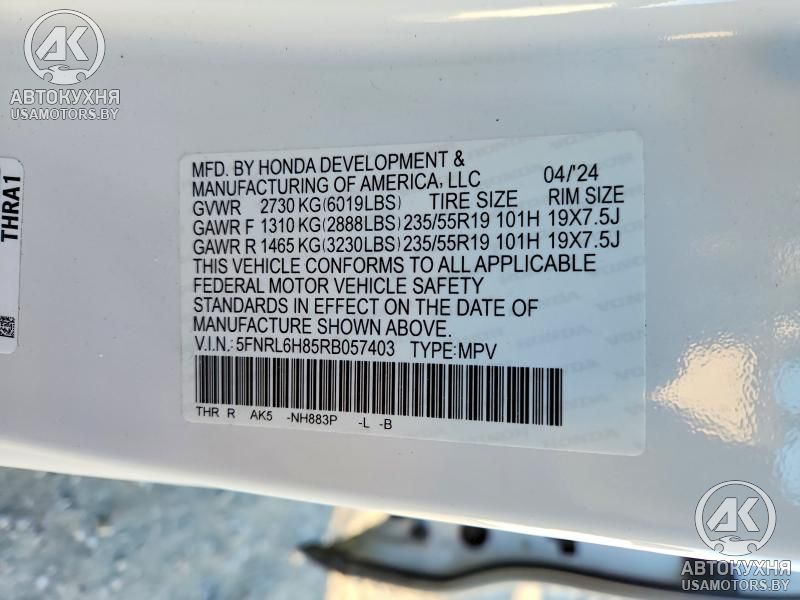 AK
АВТОКУХНЯ
USAMOTORS.BY
THRA1
MFD. BY HONDA DEVELOPMENT &
MANUFACTURING OF AMERICA, LLC 04/'24
GVWR 2730 KG(6019LBS) TIRE SIZE RIM SIZE
GAWR F 1310 KG(2888LBS) 235/55R19 101H 19X7.5J
GAWR R 1465 KG(3230LBS) 235/55R19 101H 19X7.5J
THIS VEHICLE CONFORMS TO ALL APPLICABLE
FEDERAL MOTOR VEHICLE SAFETY
STANDARDS IN EFFECT ON THE DATE OF
MANUFACTURE SHOWN ABOVE.
V.I.N.: 5FNRL6H85RB057403 TYPE:MPV
THR R AK5 -NH883P -L -B
AK
АВТОКУХНЯ
USAMOTORS.BY